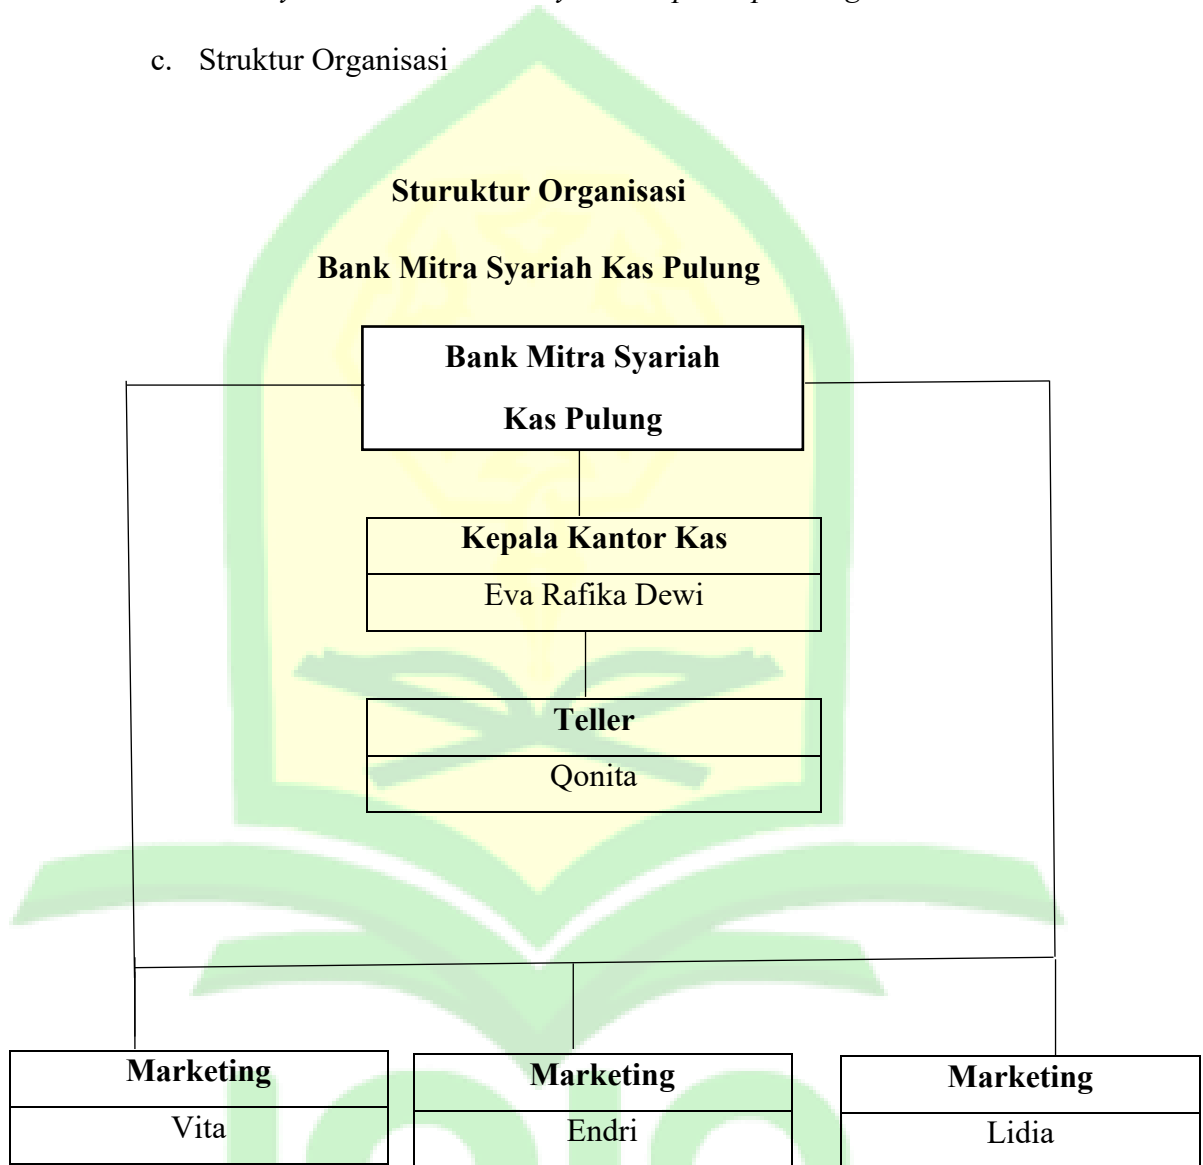 c. Struktur Organisasi
Sturuktur Organisasi
Bank Mitra Syariah Kas Pulung
Bank Mitra Syariah
Kas Pulung
Kepala Kantor Kas
Eva Rafika Dewi
Teller
Qonita
Marketing
Vita
Marketing
Endri
Marketing
Lidia